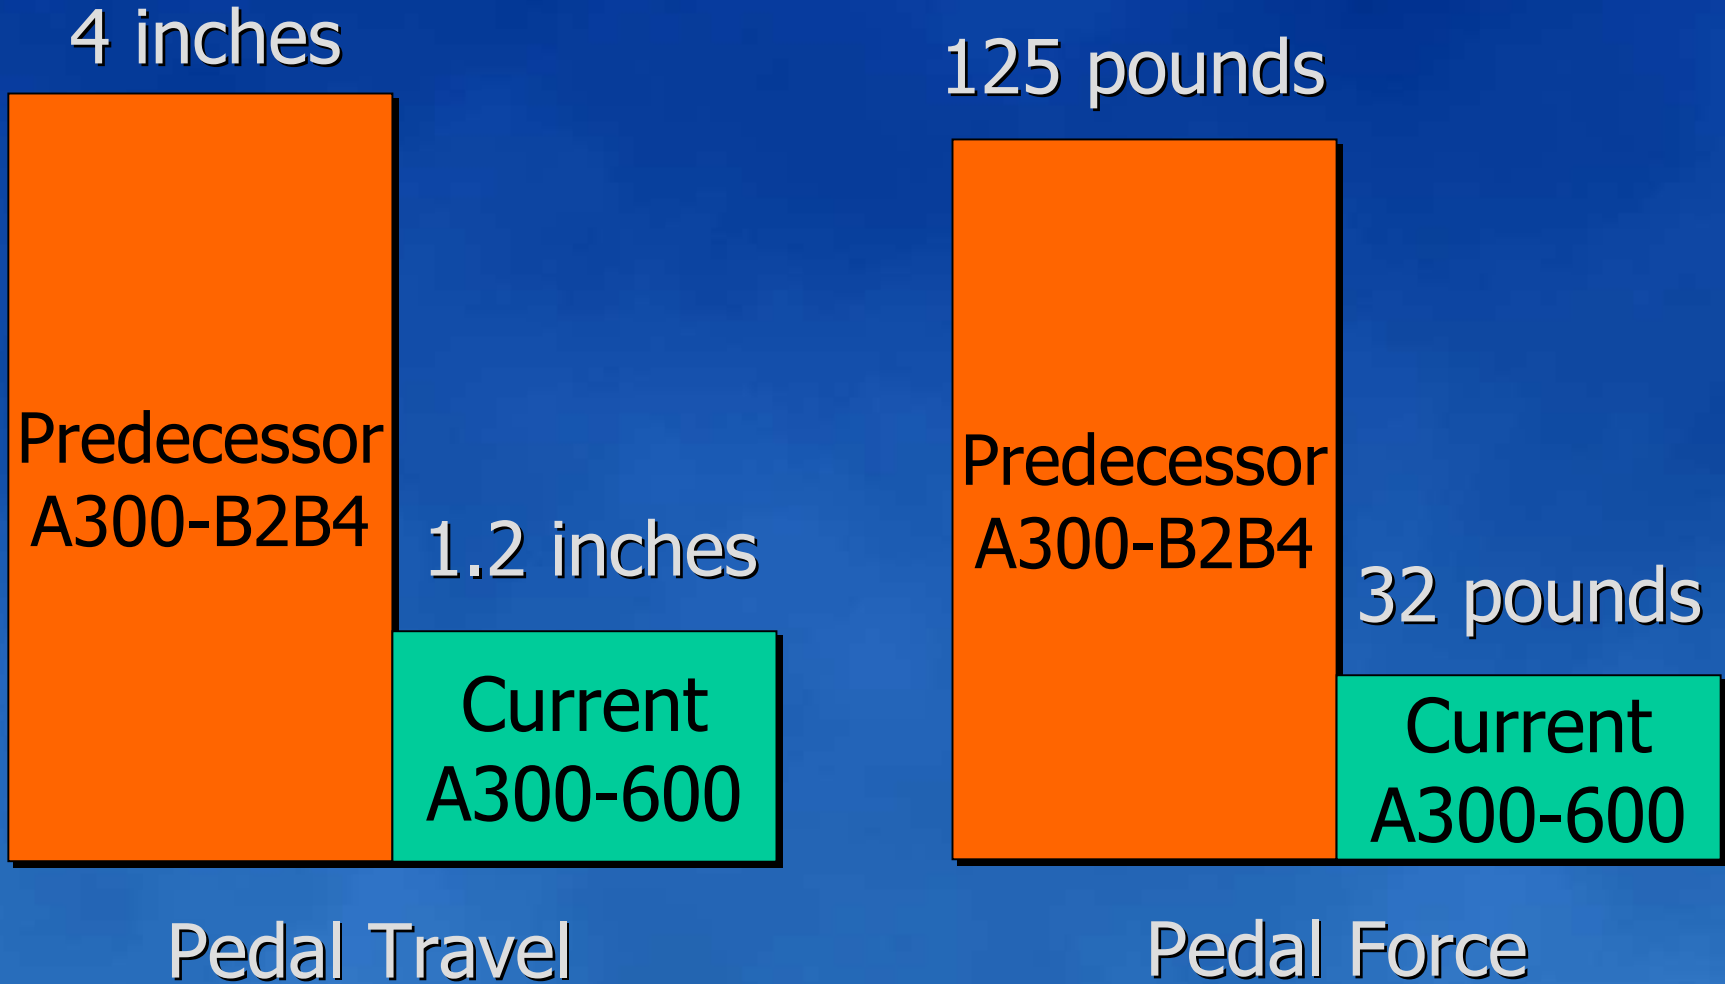 4 inches
Predecessor
A300-B2B4
1.2 inches
Current
A300-600
Pedal Travel
125 pounds
Predecessor
A300-B2B4
32 pounds
Current
A300-600
Pedal Force